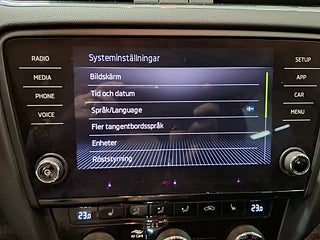 Systeminställningar
RADIO
MEDIA
PHONE
VOICE
Bildskärm
Tid och datum
Språk/Language
Fler tangentbordsspråk
Enheter
Röststyrning
SETUP
APP
CAR
MENU
23.0
23.0